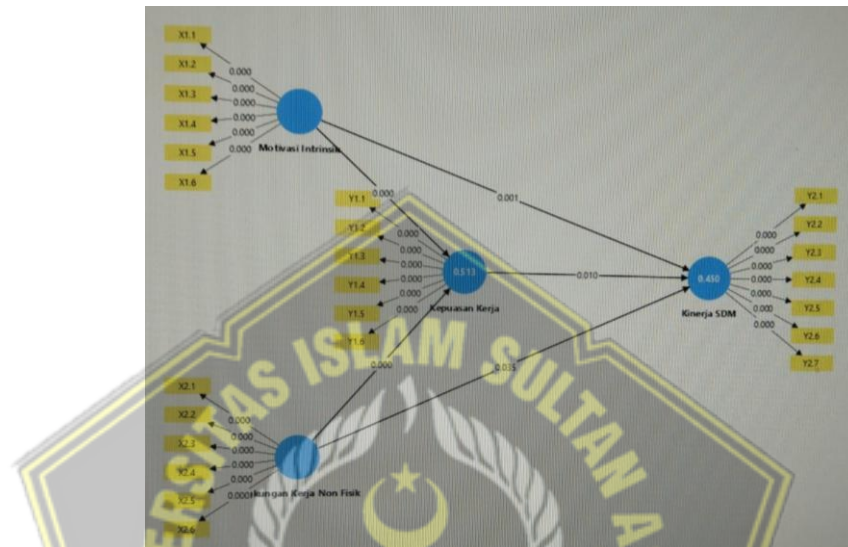 X1.1
X1.2
X1.3
X1.4
X1.5
X1.6
0.000
0.000
0.000
0.000
0.000
0.000
Motivasi Intrinsik
0.000
0.001
Y1.1
Y1.2
Y1.3
Y1.4
Y1.5
Y1.6
0.000
0.000
0.000
0.000
0.000
0.000
0.513
Kepuasan Kerja
0.010
0.450
Kinerja SDM
Y2.1
Y2.2
Y2.3
Y2.4
Y2.5
Y2.6
Y2.7
0.000
0.000
0.000
0.000
0.000
0.000
0.000
0.000
0.035
X2.1
X2.2
X2.3
X2.4
X2.5
X2.6
0.000
0.000
0.000
0.000
0.000
0.000
rkungan Kerja Non Fisik
ERSITAS ISLAM SULTAN A